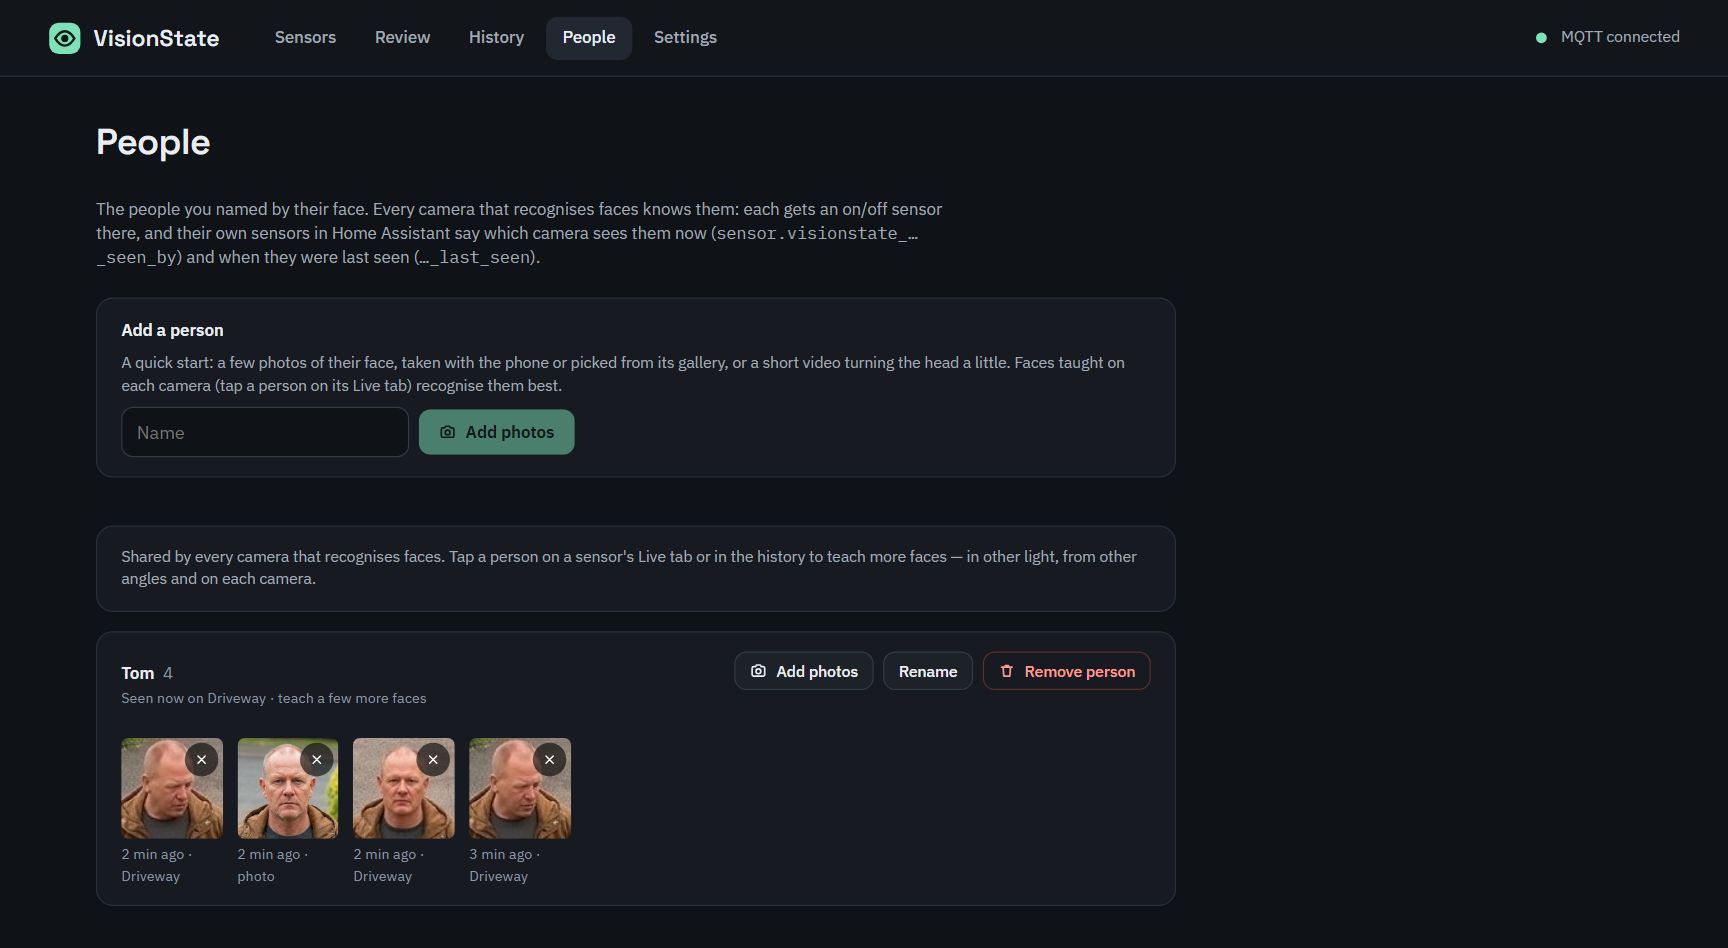 VisionState
Sensors
Review
History
People
Settings
MQTT connected
People
The people you named by their face. Every camera that recognises faces knows them: each gets an on/off sensor
there, and their own sensors in Home Assistant say which camera sees them now (sensor.visionstate_…
_seen_by) and when they were last seen (…_last_seen).
Add a person
A quick start: a few photos of their face, taken with the phone or picked from its gallery, or a short video turning the head a little. Faces taught on
each camera (tap a person on its Live tab) recognise them best.
Name
Add photos
Shared by every camera that recognises faces. Tap a person on a sensor's Live tab or in the history to teach more faces — in other light, from other
angles and on each camera.
Tom 4
Add photos
Rename
Remove person
Seen now on Driveway · teach a few more faces
2 min ago ·
Driveway
2 min ago ·
photo
2 min ago ·
Driveway
3 min ago ·
Driveway